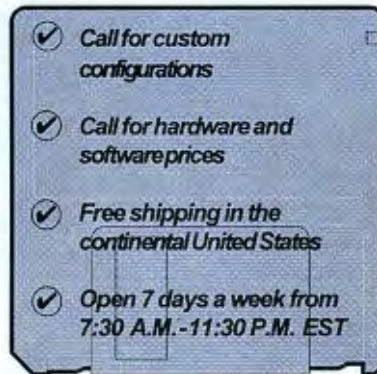 Call for custom
configurations
Call for hardware and
software prices
Free shipping in the
continental United States
Open 7 days a week from
7:30 A.M.-11:30 P.M. EST